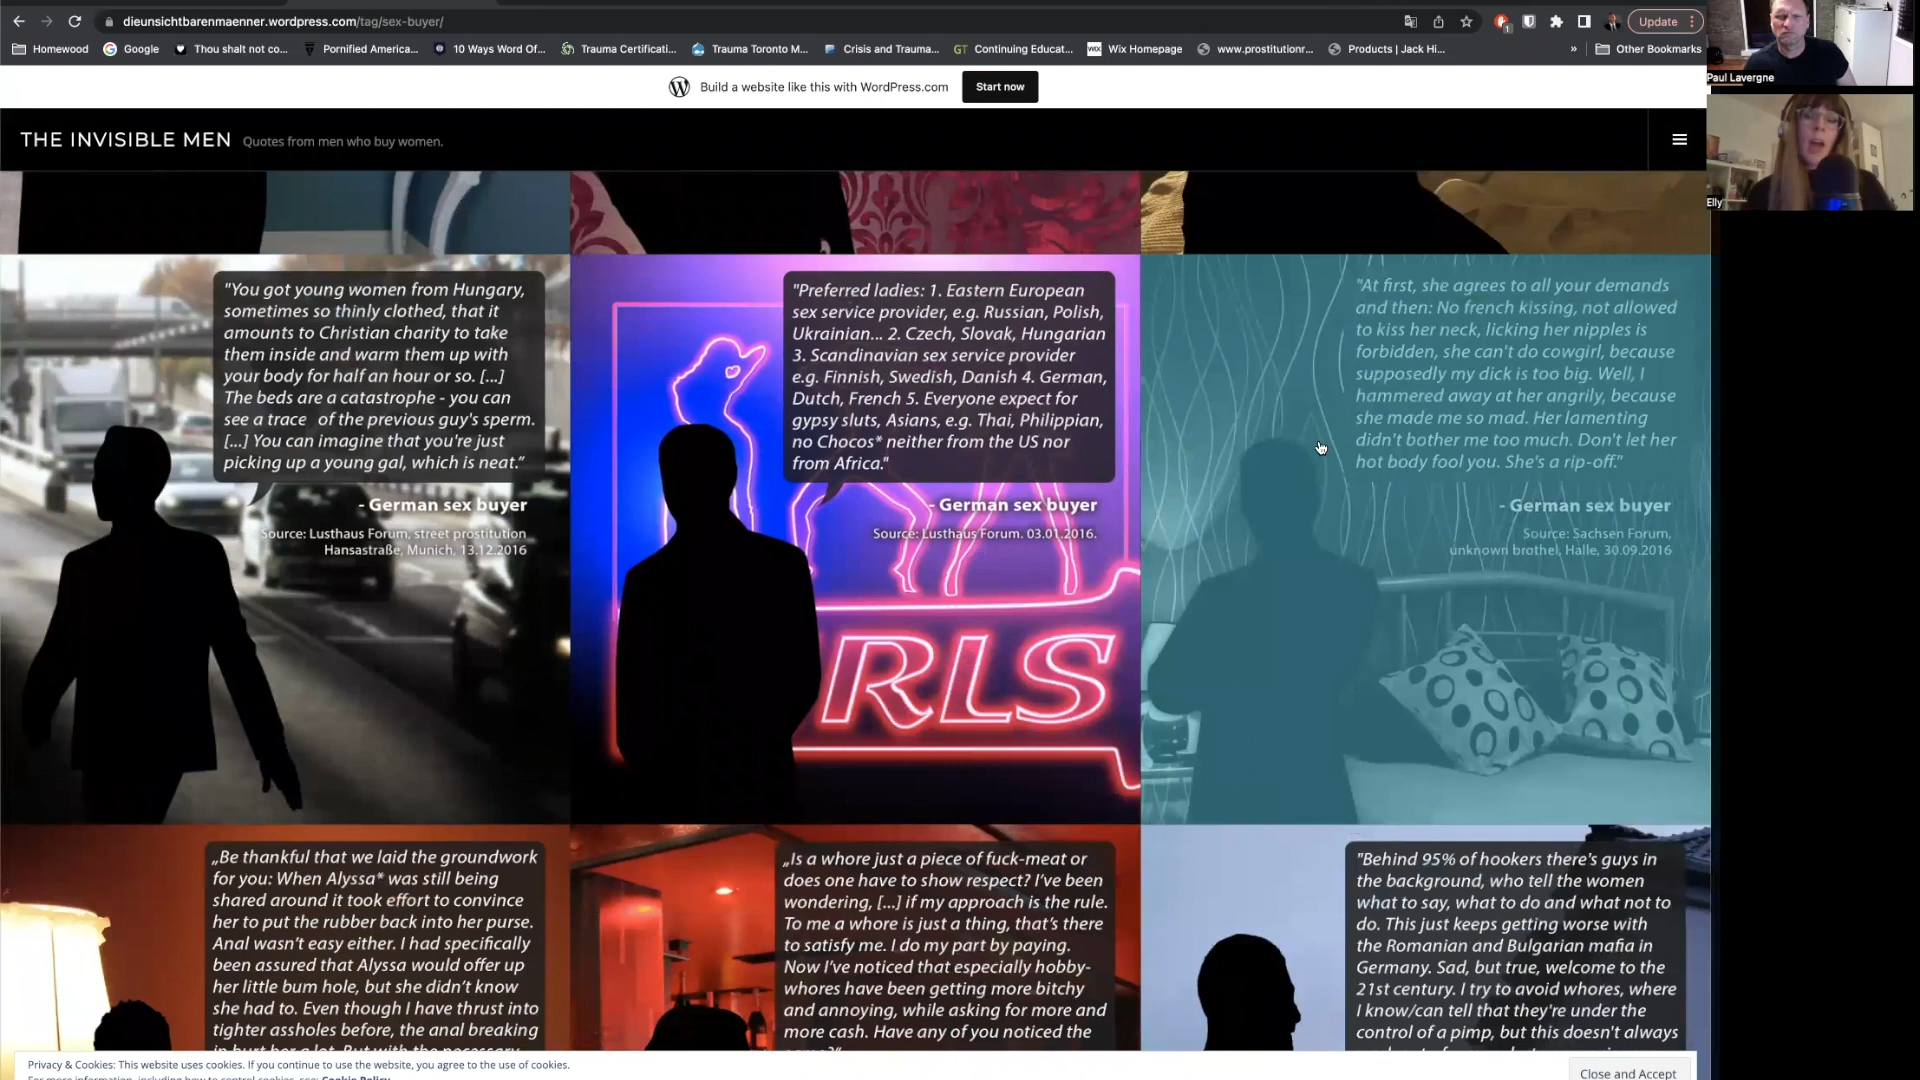 dieunsichtbarenmaenner.wordpress.com/tag/sex-buyer/
Update
Homewood
Google
Thou shalt not co...
Pornified America...
10 Ways Word Of...
Trauma Certificati...
Trauma Toronto M...
Crisis and Trauma...
GT Continuing Educat...
WIX Wix Homepage
www.prostitutionr...
Products | Jack Hi...
»
Other Bookmarks
Paul Lavergne
Elly
Build a website like this with WordPress.com
Start now
THE INVISIBLE MEN
Quotes from men who buy women.
"You got young women from Hungary,
sometimes so thinly clothed, that it
amounts to Christian charity to take
them inside and warm them up with
your body for half an hour or so. [...]
The beds are a catastrophe - you can
see a trace of the previous guy's sperm.
[...] You can imagine that you're just
picking up a young gal, which is neat."
- German sex buyer
Source: Lusthaus Forum, street prostitution
Hansastraße, Munich, 13.12.2016
"Preferred ladies: 1. Eastern European
sex service provider, e.g. Russian, Polish,
Ukrainian... 2. Czech, Slovak, Hungarian
3. Scandinavian sex service provider
e.g. Finnish, Swedish, Danish 4. German,
Dutch, French 5. Everyone expect for
gypsy sluts, Asians, e.g. Thai, Philippian,
no Chocos* neither from the US nor
from Africa."
- German sex buyer
Source: Lusthaus Forum. 03.01.2016.
RLS
"At first, she agrees to all your demands
and then: No french kissing, not allowed
to kiss her neck, licking her nipples is
forbidden, she can't do cowgirl, because
supposedly my dick is too big. Well, I
hammered away at her angrily, because
she made me so mad. Her lamenting
didn't bother me too much. Don't let her
hot body fool you. She's a rip-off."
- German sex buyer
Source: Sachsen Forum,
unknown brothel, Halle, 30.09.2016
„Be thankful that we laid the groundwork
for you: When Alyssa* was still being
shared around it took effort to convince
her to put the rubber back into her purse.
Anal wasn't easy either. I had specifically
been assured that Alyssa would offer up
her little bum hole, but she didn't know
she had to. Even though I have thrust into
tighter assholes before, the anal breaking
„Is a whore just a piece of fuck-meat or
does one have to show respect? I've been
wondering, [...] if my approach is the rule.
To me a whore is just a thing, that's there
to satisfy me. I do my part by paying.
Now I've noticed that especially hobby-
whores have been getting more bitchy
and annoying, while asking for more and
more cash. Have any of you noticed the
"Behind 95% of hookers there's guys in
the background, who tell the women
what to say, what to do and what not to
do. This just keeps getting worse with
the Romanian and Bulgarian mafia in
Germany. Sad, but true, welcome to the
21st century. I try to avoid whores, where
I know/can tell that they're under the
control of a pimp, but this doesn't always
Privacy & Cookies: This website uses cookies. If you continue to use the website, you agree to the use of cookies.
For more information, including how to control cookies, see: Cookie Policy
Close and Accept